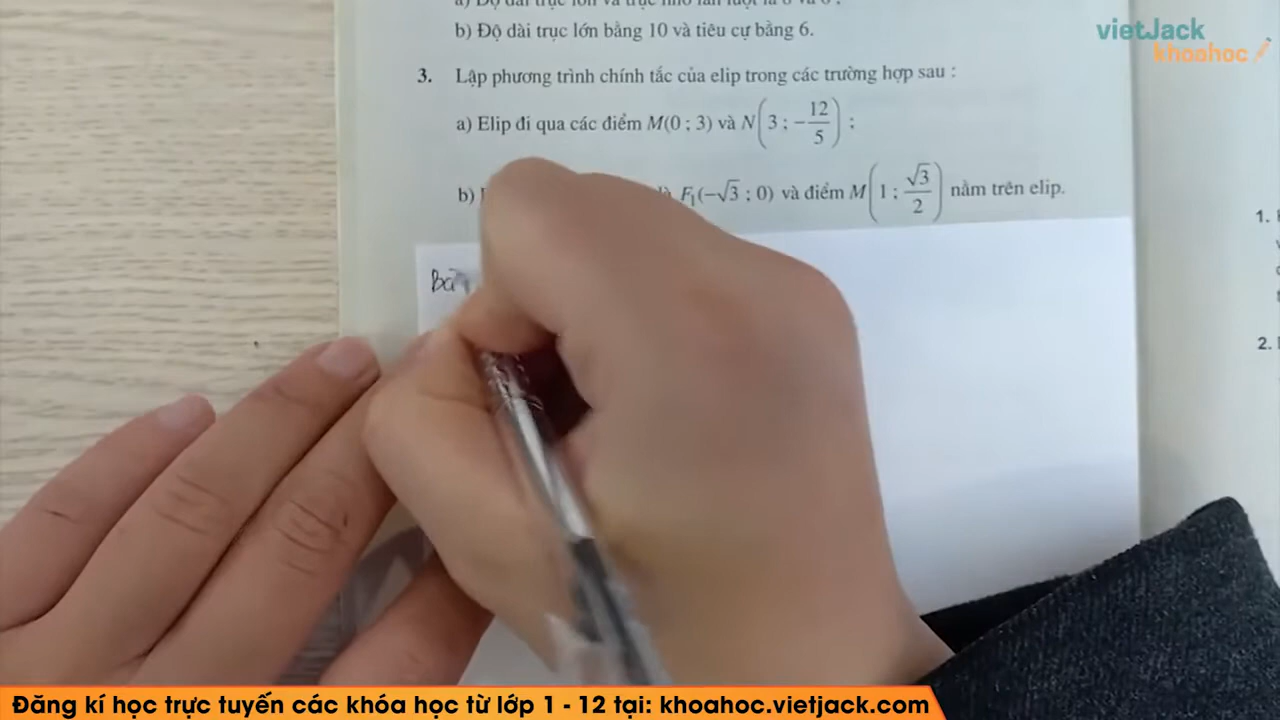 vietJack
khoahoc
b) Độ dài trục lớn bằng 10 và tiêu cự bằng 6.
3. Lập phương trình chính tắc của elip trong các trường hợp sau :
a) Elip đi qua các điểm M(0 ; 3) và N(3 ; −12/5) ;
b) F₁(−√3 ; 0) và điểm M(1 ; √3/2) nằm trên elip.
1.
2.
Đăng kí học trực tuyến các khóa học từ lớp 1 - 12 tại: khoahoc.vietjack.com